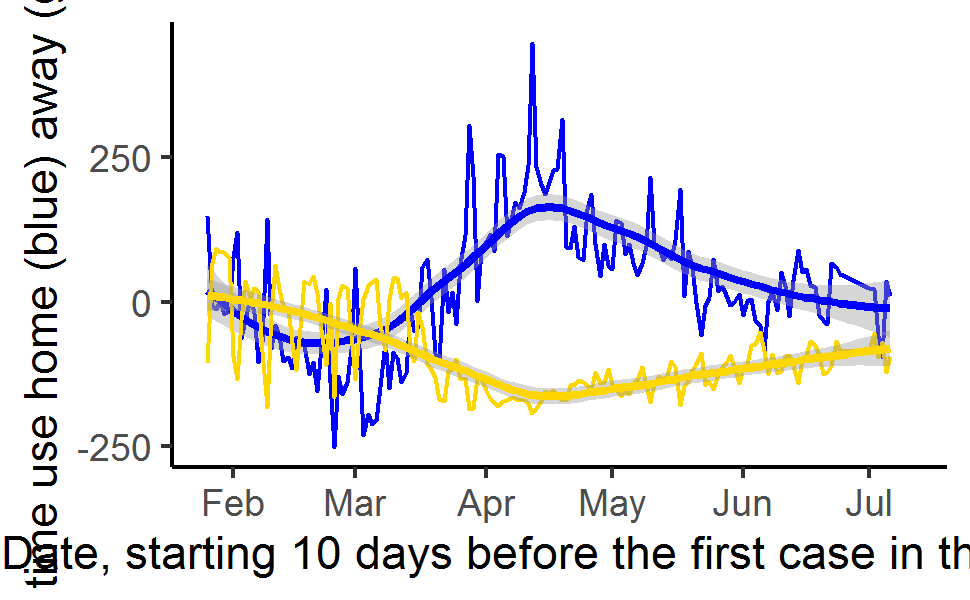 time use home (blue) away (
250
0
-250
Feb Mar Apr May Jun Jul
Date, starting 10 days before the first case in th